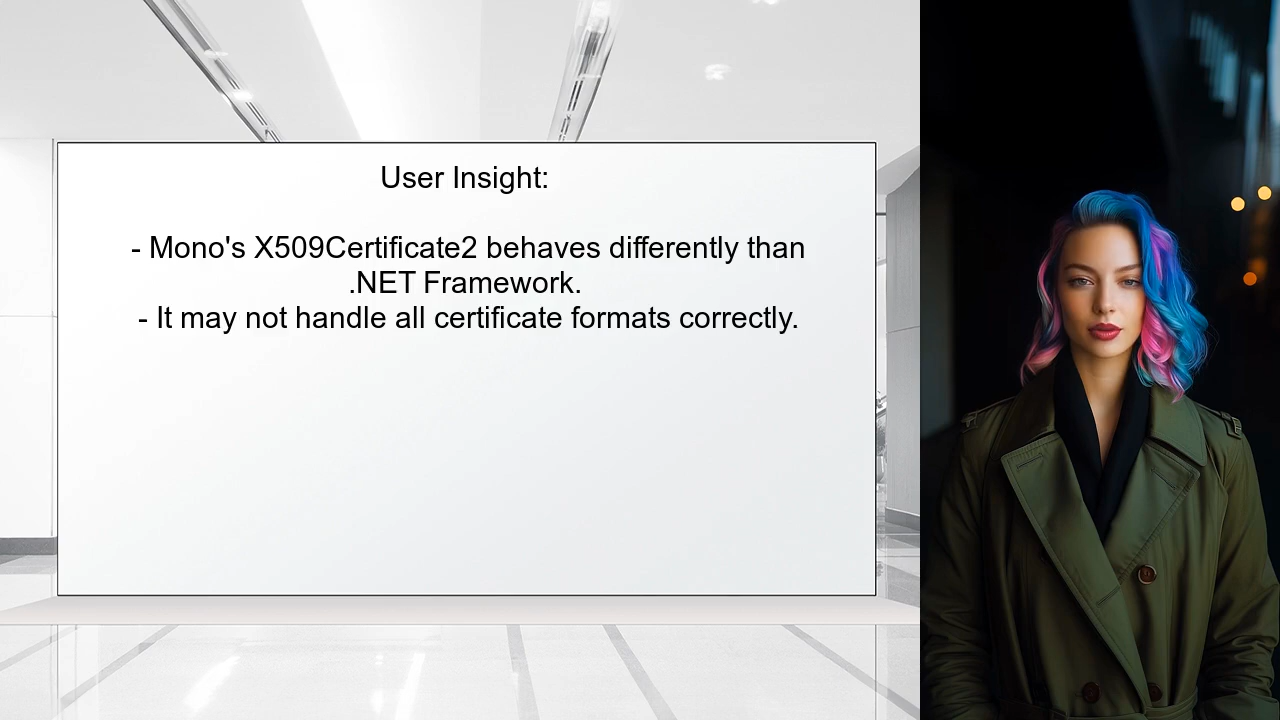 User Insight:
- Mono's X509Certificate2 behaves differently than
.NET Framework.
- It may not handle all certificate formats correctly.